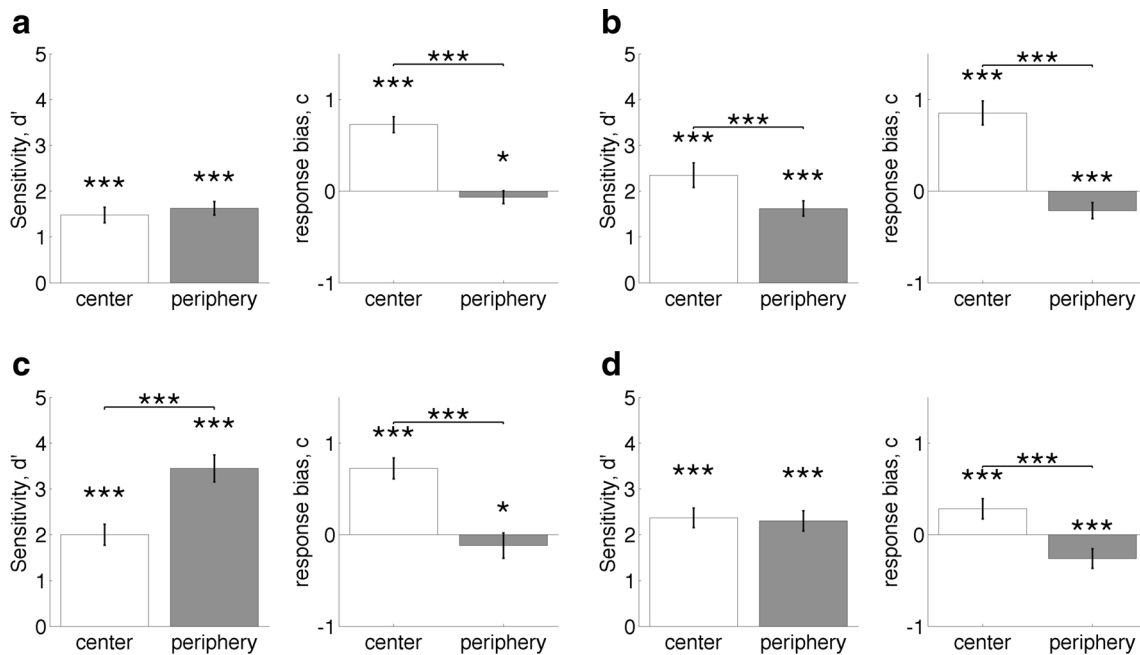 a
Sensitivity, d'
5
4
3
2
1
0
***
***
center
periphery
response bias, c
1
0
-1
***
***
*
center
periphery
b
Sensitivity, d'
5
4
3
2
1
0
***
***
***
center
periphery
response bias, c
1
0
-1
***
***
***
center
periphery
c
Sensitivity, d'
5
4
3
2
1
0
***
***
***
center
periphery
response bias, c
1
0
-1
***
***
*
center
periphery
d
Sensitivity, d'
5
4
3
2
1
0
***
***
center
periphery
response bias, c
1
0
-1
***
***
***
center
periphery